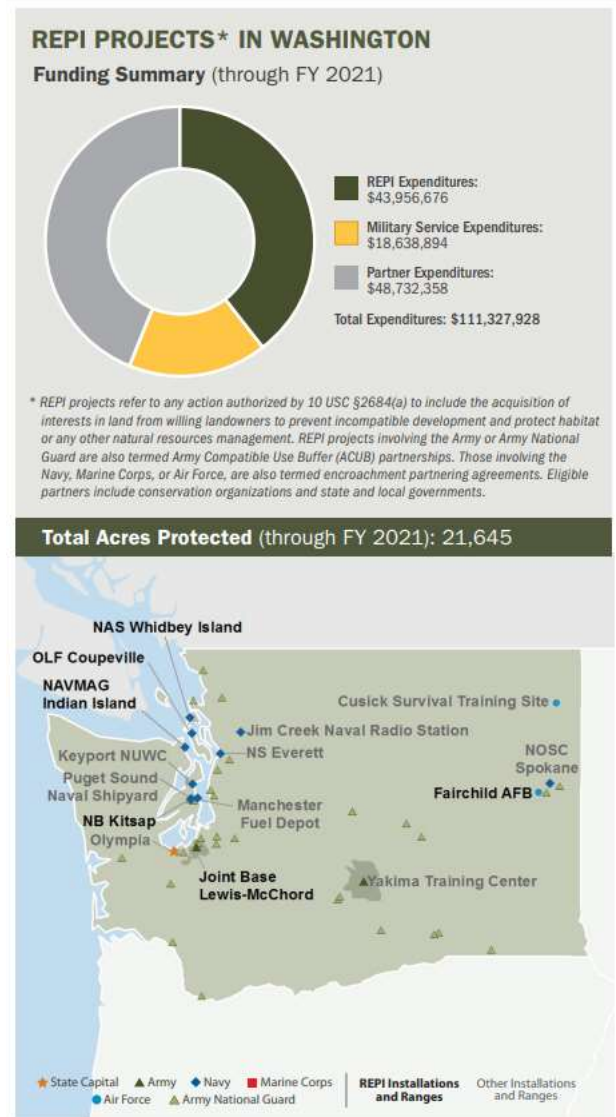 REPI PROJECTS* IN WASHINGTON
Funding Summary (through FY 2021)
REPI Expenditures:
$43,956,676
Military Service Expenditures:
$18,638,894
Partner Expenditures:
$48,732,358
Total Expenditures: $111,327,928
* REPI projects refer to any action authorized by 10 USC §2684(a) to include the acquisition of
interests in land from willing landowners to prevent incompatible development and protect habitat
or any other natural resources management. REPI projects involving the Army or Army National
Guard are also termed Army Compatible Use Buffer (ACUB) partnerships. Those involving the
Navy, Marine Corps, or Air Force, are also termed encroachment partnering agreements. Eligible
partners include conservation organizations and state and local governments.
Total Acres Protected (through FY 2021): 21,645
NAS Whidbey Island
OLF Coupeville
NAVMAG
Indian Island
Cusick Survival Training Site
Jim Creek Naval Radio Station
Keyport NUWC
NS Everett
NOSC
Spokane
Puget Sound
Naval Shipyard
Fairchild AFB
Manchester
Fuel Depot
NB Kitsap
Olympia
Joint Base
Lewis-McChord
Yakima Training Center
State Capital Army Navy Marine Corps
Air Force Army National Guard
REPI Installations
and Ranges
Other Installations
and Ranges